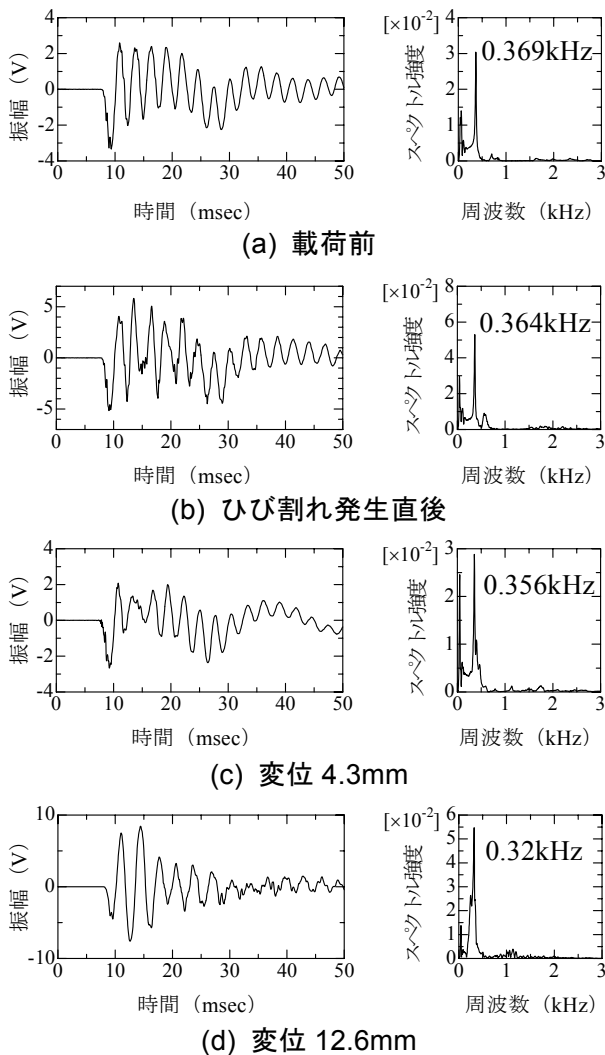 振幅 (V)
4
2
0
-2
-4
0 10 20 30 40 50
時間 (msec)
[×10⁻²]
スペクトル強度
4
3
2
1
0
0 1 2 3
0.369kHz
周波数 (kHz)
(a) 載荷前
振幅 (V)
5
0
-5
0 10 20 30 40 50
時間 (msec)
[×10⁻²]
スペクトル強度
8
6
4
2
0
0 1 2 3
0.364kHz
周波数 (kHz)
(b) ひび割れ発生直後
振幅 (V)
4
2
0
-2
-4
0 10 20 30 40 50
時間 (msec)
[×10⁻²]
スペクトル強度
3
2
1
0
0 1 2 3
0.356kHz
周波数 (kHz)
(c) 変位 4.3mm
振幅 (V)
10
0
-10
0 10 20 30 40 50
時間 (msec)
[×10⁻²]
スペクトル強度
6
5
4
3
2
1
0
0 1 2 3
0.32kHz
周波数 (kHz)
(d) 変位 12.6mm